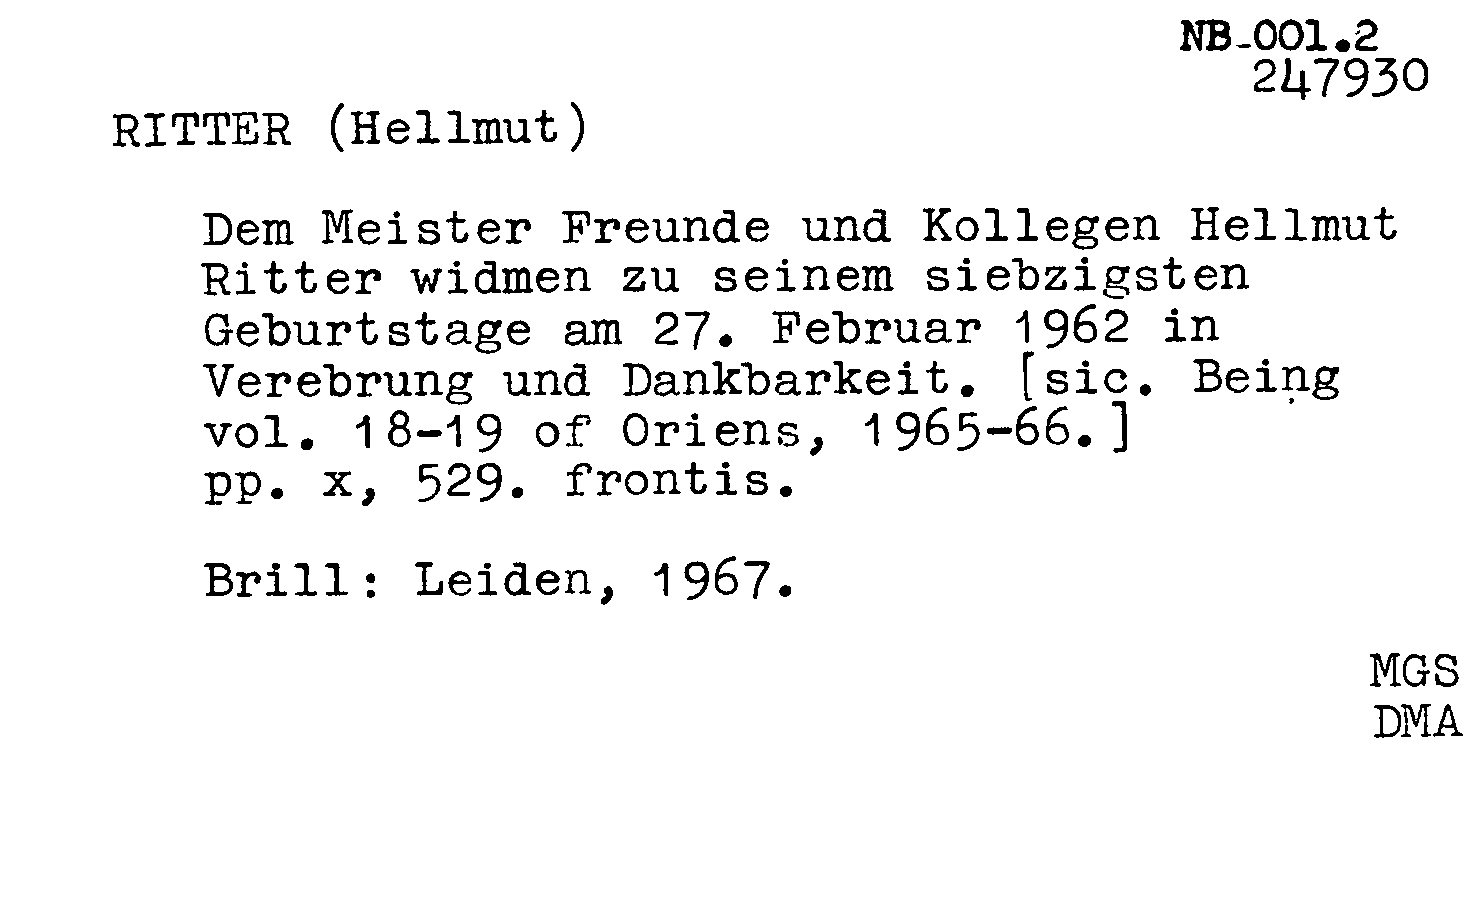 NB-001.2
247930
RITTER (Hellmut)
Dem Meister Freunde und Kollegen Hellmut
Ritter widmen zu seinem siebzigsten
Geburtstage am 27. Februar 1962 in
Verebrung und Dankbarkeit. [sic. Being
vol. 18-19 of Oriens, 1965-66.]
pp. x, 529. frontis.
Brill: Leiden, 1967.
MGS
DMA